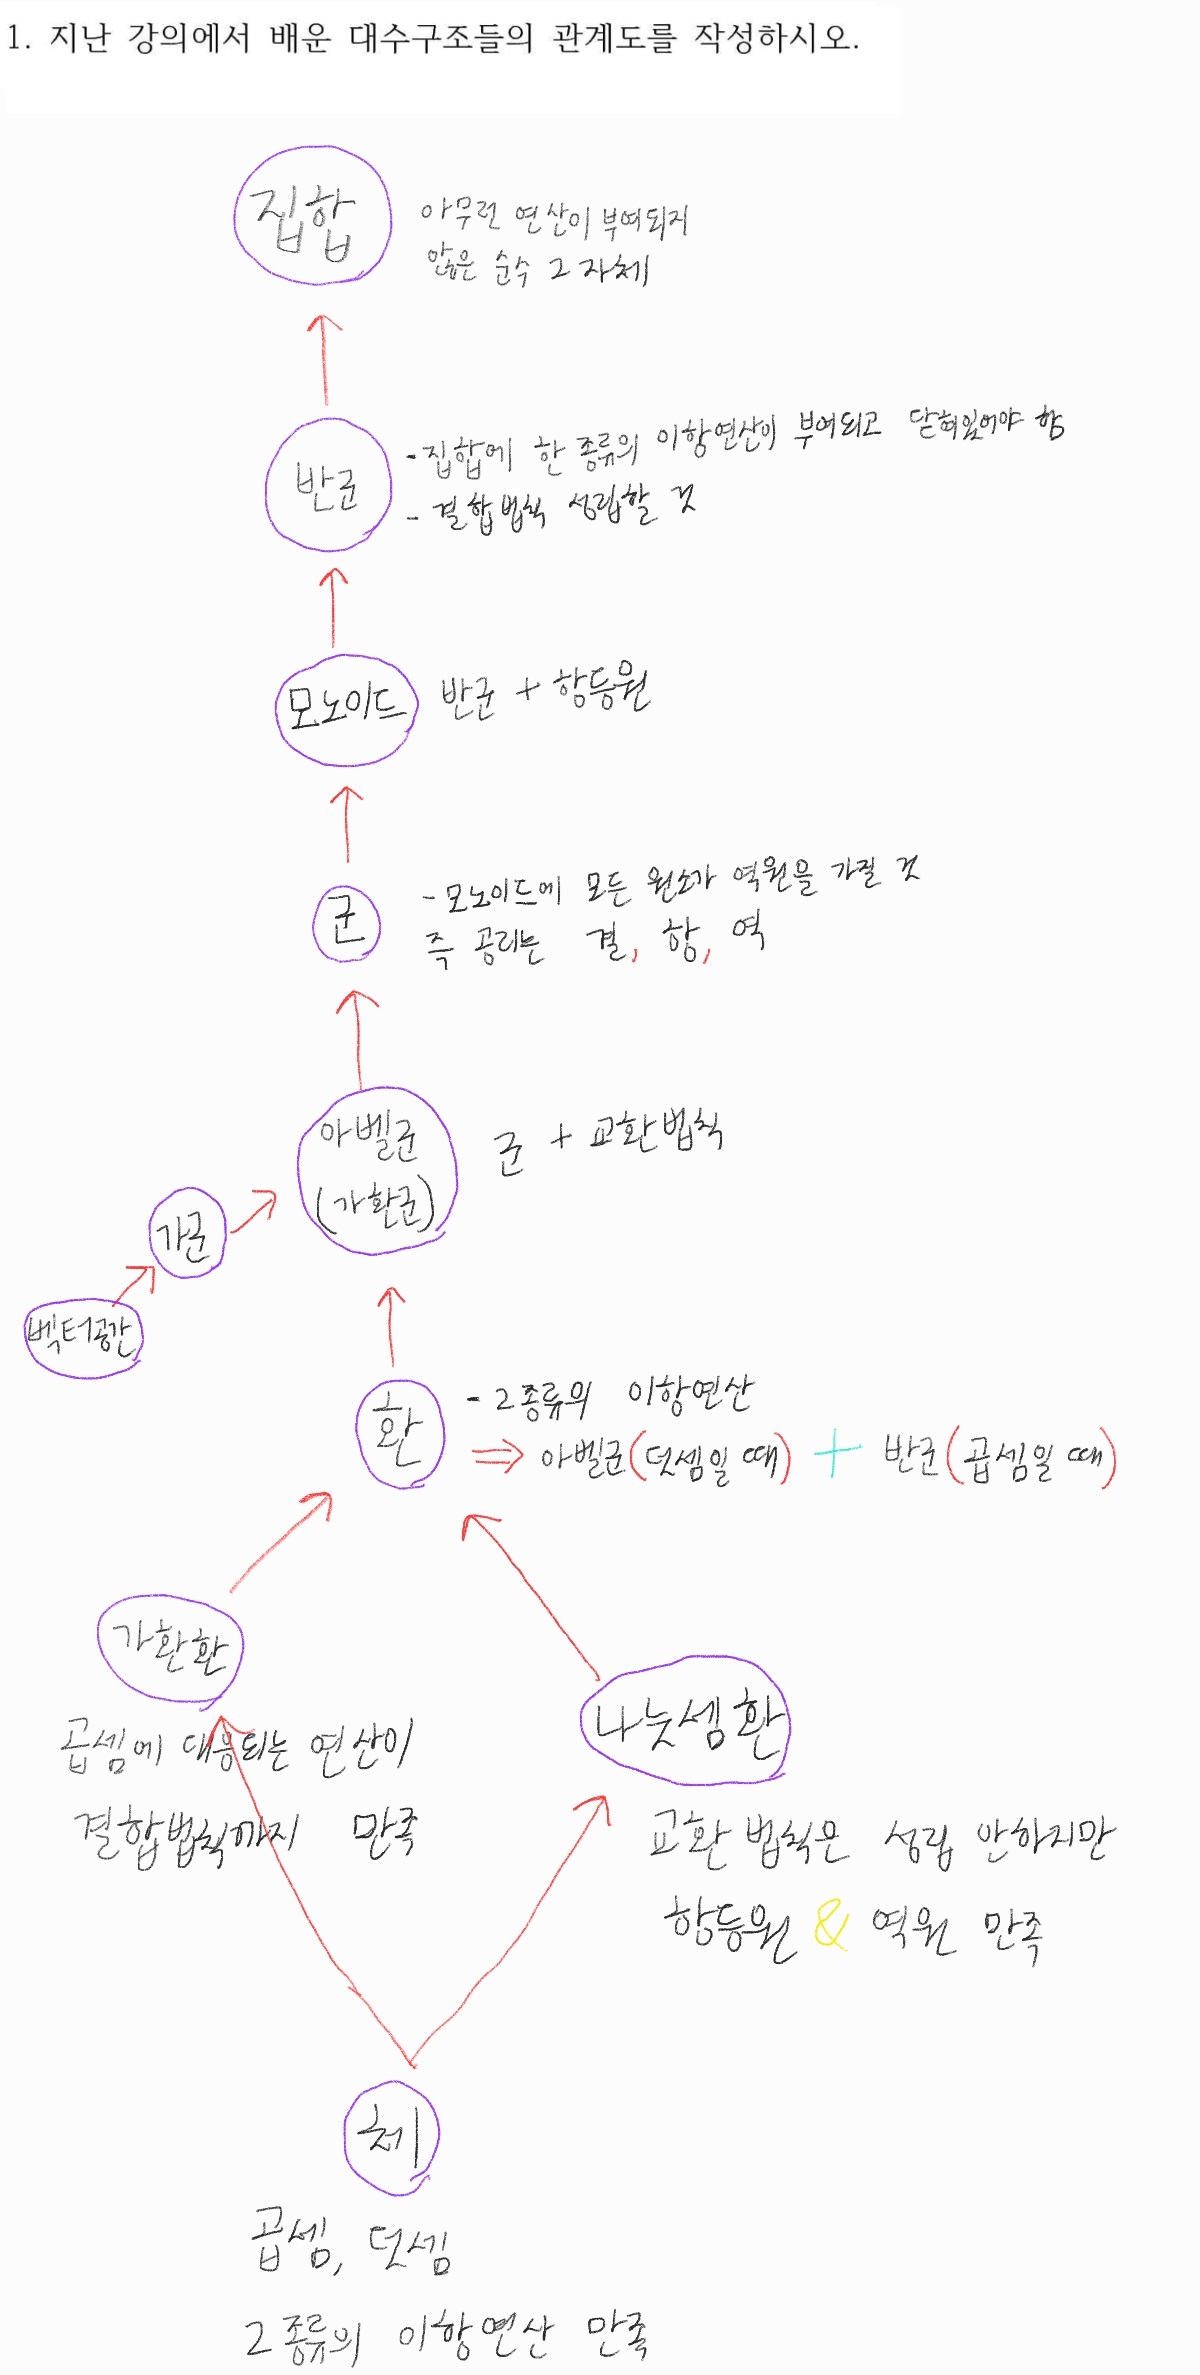 1. 지난 강의에서 배운 대수구조들의 관계도를 작성하시오.
집합
아무런 연산이 부여되지
않은 순수 그 자체
반군
- 집합에 한 종류의 이항연산이 부여되고 닫혀있어야 함
- 결합법칙 성립할 것
모노이드
반군 + 항등원
군
- 모노이드에 모든 원소가 역원을 가질 것
즉 공리는 결, 항, 역
아벨군
(가환군)
군 + 교환법칙
가군
벡터공간
환
- 2종류의 이항연산
⇒ 아벨군(덧셈일 때) + 반군(곱셈일 때)
가환환
곱셈에 대응되는 연산이
결합법칙까지 만족
나눗셈환
교환법칙은 성립 안하지만
항등원 & 역원 만족
체
곱셈, 덧셈
2종류의 이항연산 만족